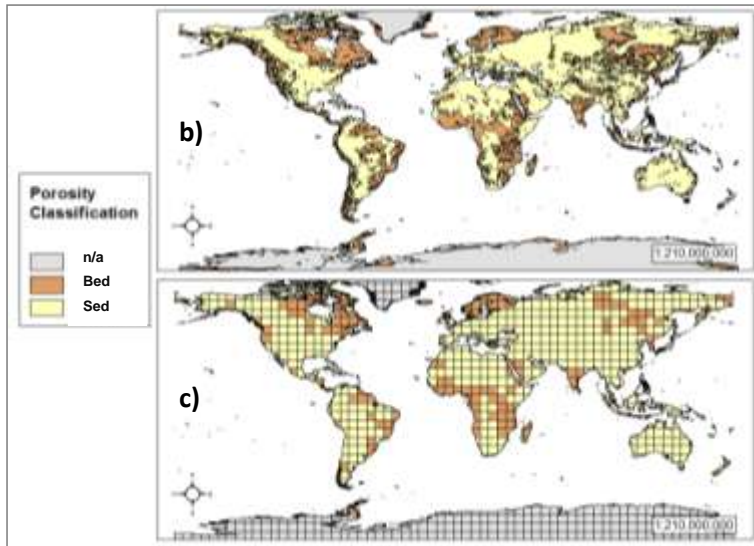 b)
Porosity
Classification
n/a
Bed
Sed
1:210,000,000
c)
1:210,000,000